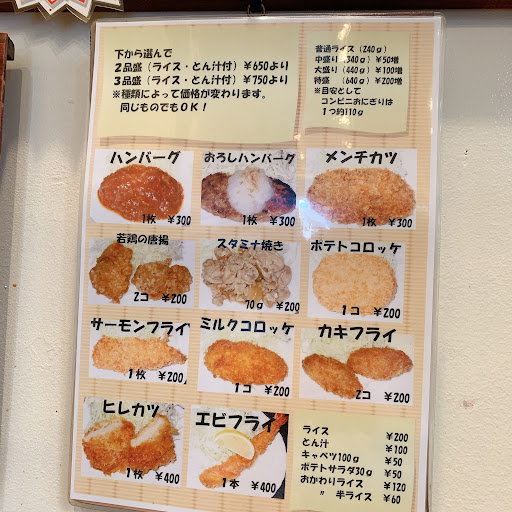 下から選んで
2品盛(ライス・とん汁付)￥650より
3品盛(ライス・とん汁付)￥750より
※種類によって価格が変わります。
同じものでもOK！
普通ライス(240g)
中盛り (340g)￥50増
大盛り (440g)￥100増
特盛 (640g)￥200増
※目安として
コンビニおにぎりは
1つ約110g
ハンバーグ
1枚 ￥300
おろしハンバーグ
1枚 ￥300
メンチカツ
1枚 ￥300
若鶏の唐揚
2コ ￥200
スタミナ焼き
70g ￥200
ポテトコロッケ
1コ ￥200
サーモンフライ
1枚 ￥200
ミルクコロッケ
1コ ￥200
カキフライ
2コ ￥200
ヒレカツ
1枚 ￥400
エビフライ
1本 ￥400
ライス ￥200
とん汁 ￥100
キャベツ100g ￥50
ポテトサラダ30g ￥50
おかわりライス ￥120
〃 半ライス ￥60